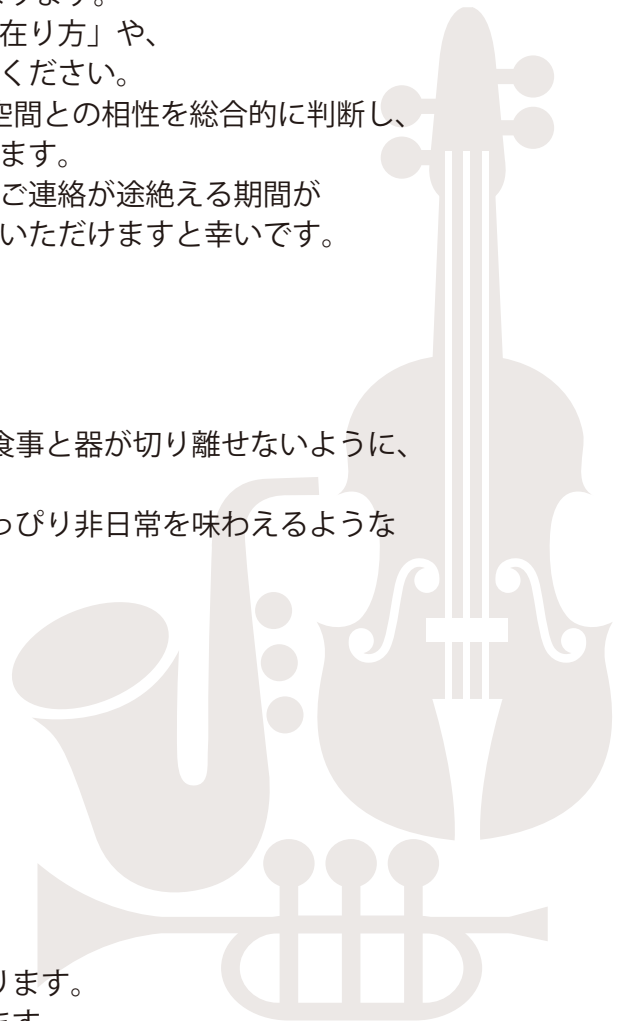 ります。
在り方」や、
ください。
空間との相性を総合的に判断し、
ます。
ご連絡が途絶える期間が
いただけますと幸いです。
食事と器が切り離せないように、
っぴり非日常を味わえるような
ります。
ます。